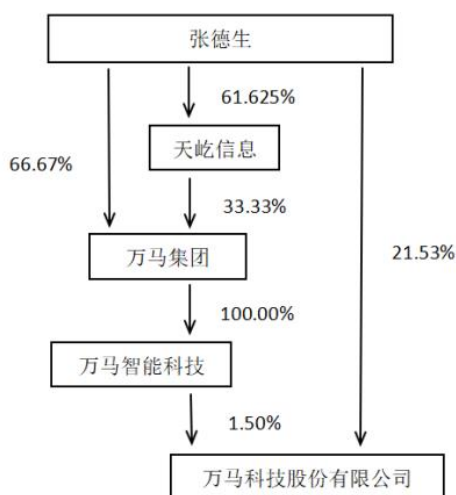 张德生
61.625%
天屹信息
66.67%
33.33%
万马集团
21.53%
100.00%
万马智能科技
1.50%
万马科技股份有限公司